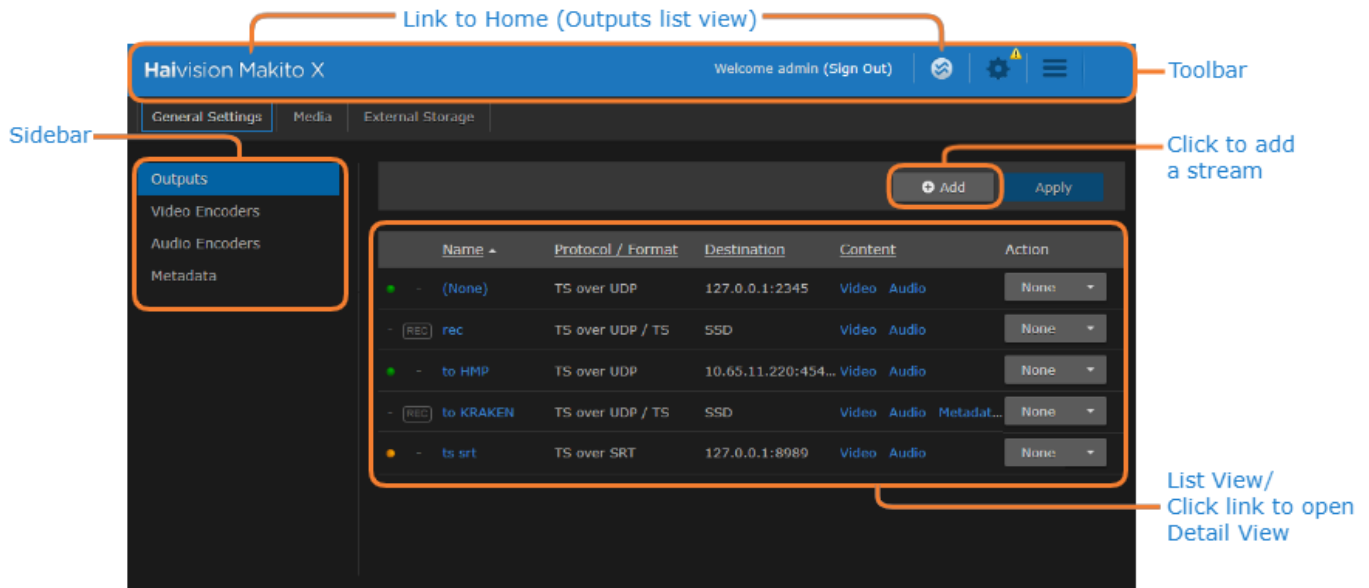 Link to Home (Outputs list view)
Haivision Makito X
Welcome admin (Sign Out)
Toolbar
General Settings Media External Storage
Sidebar
Click to add
a stream
Outputs
Video Encoders
Audio Encoders
Metadata
Add Apply
Name Protocol / Format Destination Content Action
- (None) TS over UDP 127.0.0.1:2345 Video Audio None
- REC rec TS over UDP / TS SSD Video Audio None
- to HMP TS over UDP 10.65.11.220:454... Video Audio None
- REC to KRAKEN TS over UDP / TS SSD Video Audio Metadat... None
- ts srt TS over SRT 127.0.0.1:8989 Video Audio None
List View/
Click link to open
Detail View